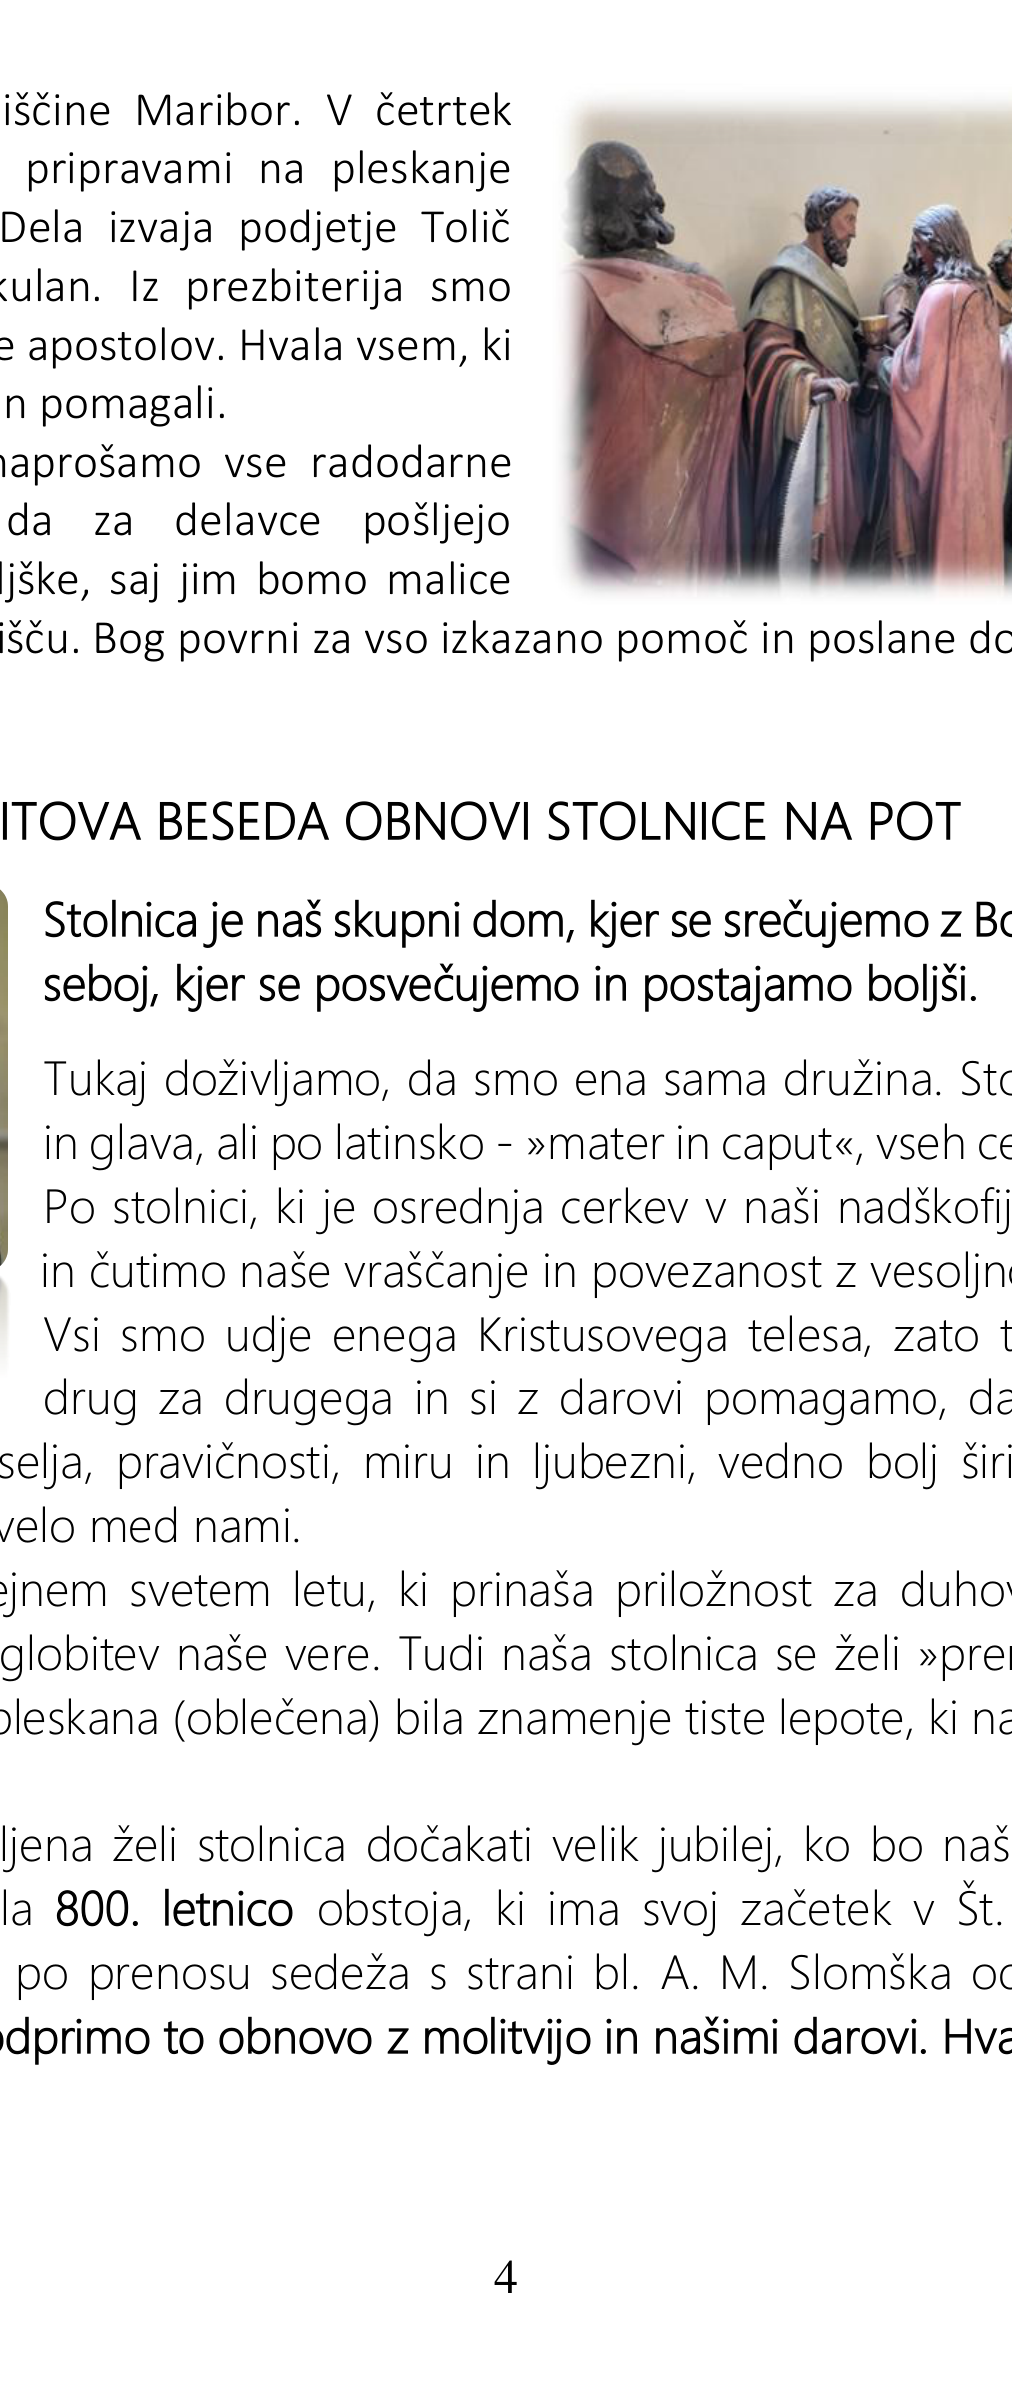 iščine Maribor. V četrtek
pripravami na pleskanje
Dela izvaja podjetje Tolič
kulan. Iz prezbiterija smo
e apostolov. Hvala vsem, ki
n pomagali.
naprošamo vse radodarne
da za delavce pošljejo
ljške, saj jim bomo malice
išču. Bog povrni za vso izkazano pomoč in poslane do
ITOVA BESEDA OBNOVI STOLNICE NA POT
Stolnica je naš skupni dom, kjer se srečujemo z Bo
seboj, kjer se posvečujemo in postajamo boljši.
Tukaj doživljamo, da smo ena sama družina. Sto
in glava, ali po latinsko - »mater in caput«, vseh ce
Po stolnici, ki je osrednja cerkev v naši nadškofij
in čutimo naše vraščanje in povezanost z vesoljno
Vsi smo udje enega Kristusovega telesa, zato t
drug za drugega in si z darovi pomagamo, da
selja, pravičnosti, miru in ljubezni, vedno bolj širi
velo med nami.
ejnem svetem letu, ki prinaša priložnost za duhov
globitev naše vere. Tudi naša stolnica se želi »pren
pleskana (oblečena) bila znamenje tiste lepote, ki na
ljena želi stolnica dočakati velik jubilej, ko bo naš
la 800. letnico obstoja, ki ima svoj začetek v Št.
po prenosu sedeža s strani bl. A. M. Slomška od
odprimo to obnovo z molitvijo in našimi darovi. Hva
4